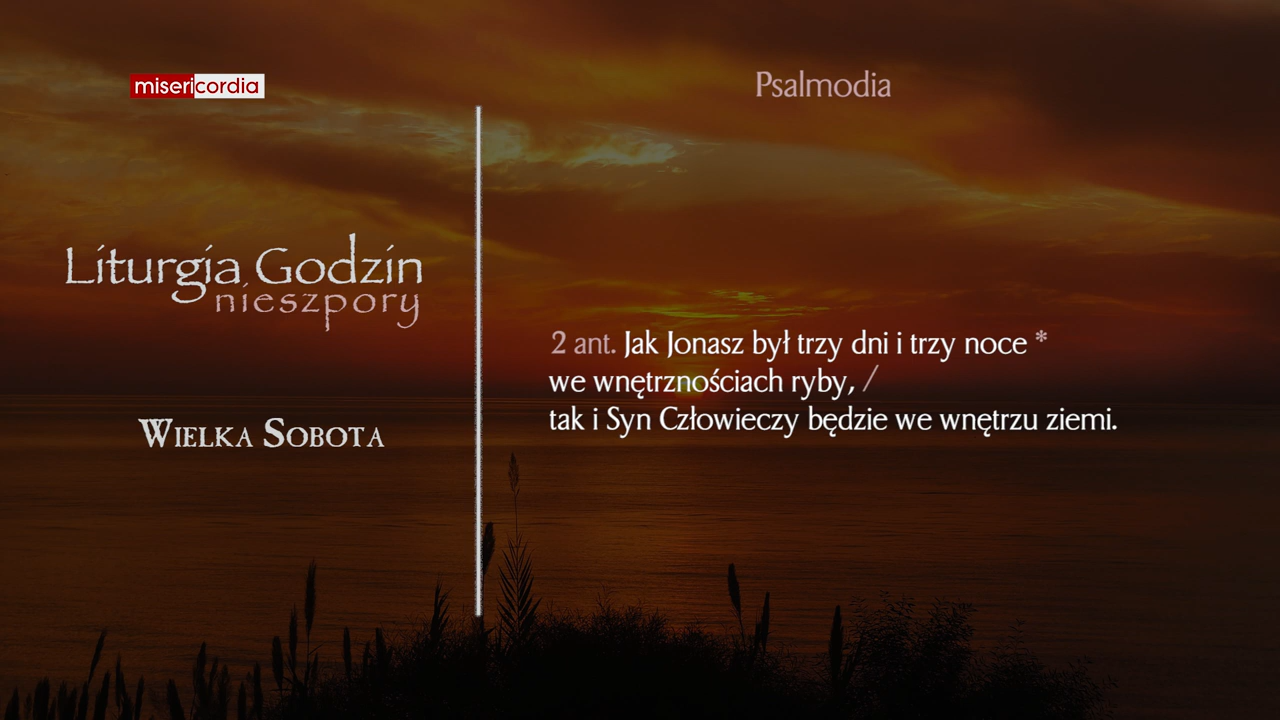 misericordia
Psalmodia
Liturgia Godzin
nieszpory
Wielka Sobota
2 ant. Jak Jonasz był trzy dni i trzy noce *
we wnętrznościach ryby, /
tak i Syn Człowieczy będzie we wnętrzu ziemi.